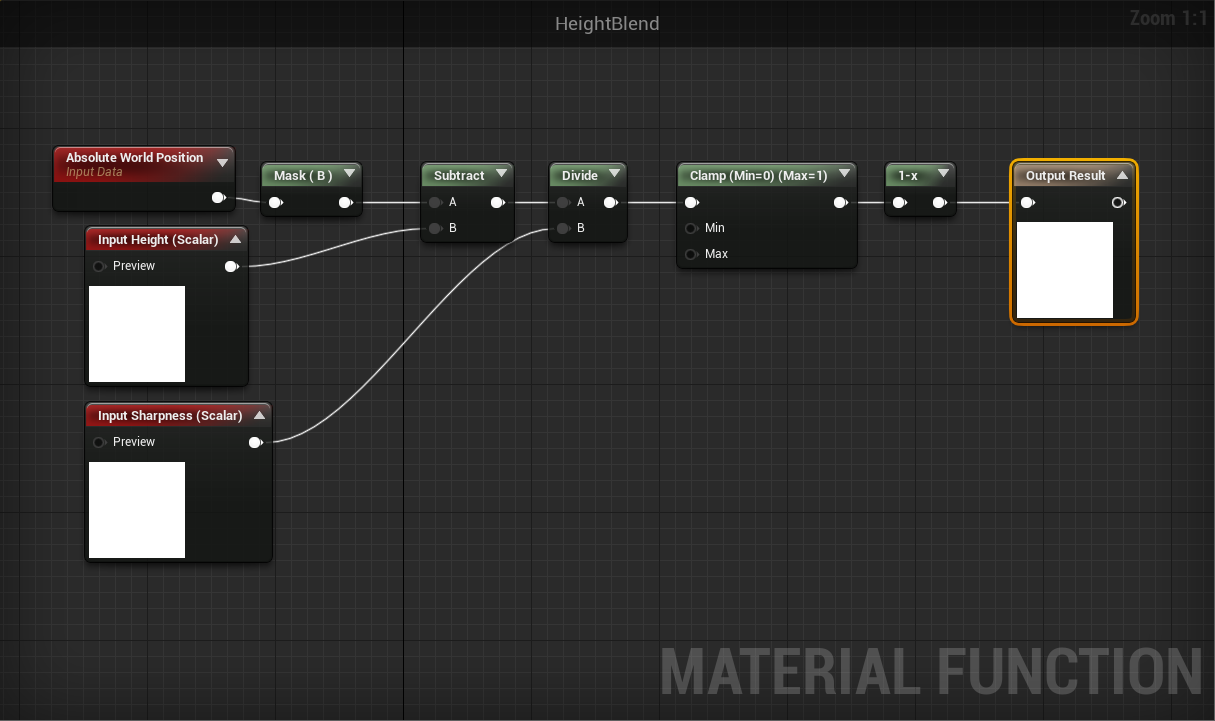 HeightBlend
Zoom 1:1
Absolute World Position
Input Data
Mask ( B )
Subtract
A
B
Divide
A
B
Clamp (Min=0) (Max=1)
Min
Max
1-x
Output Result
Input Height (Scalar)
Preview
Input Sharpness (Scalar)
Preview
MATERIAL FUNCTION